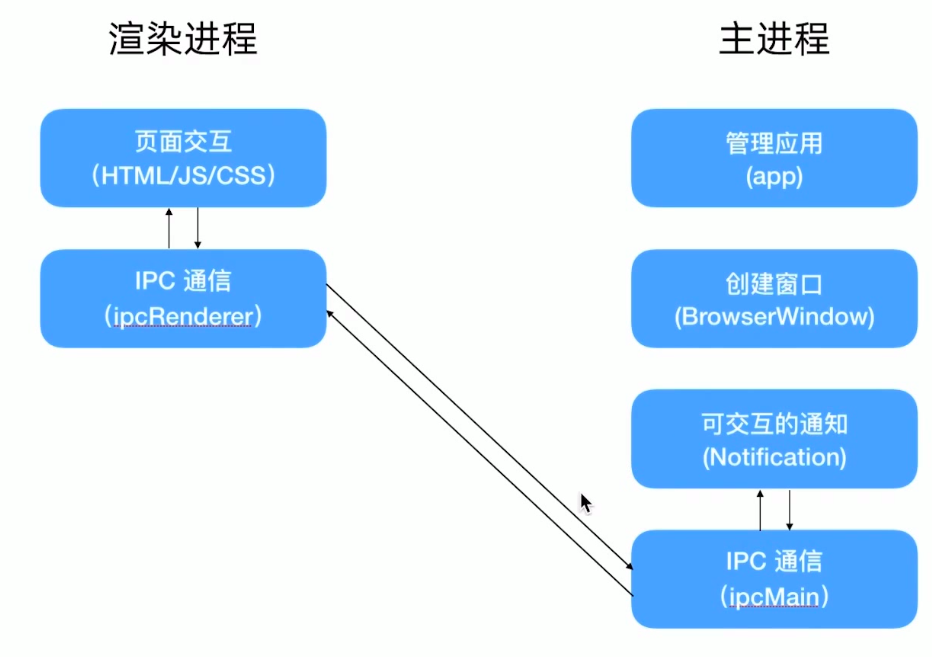 渲染进程
主进程
页面交互
（HTML/JS/CSS）
IPC 通信
（ipcRenderer）
管理应用
(app)
创建窗口
(BrowserWindow)
可交互的通知
(Notification)
IPC 通信
（ipcMain）